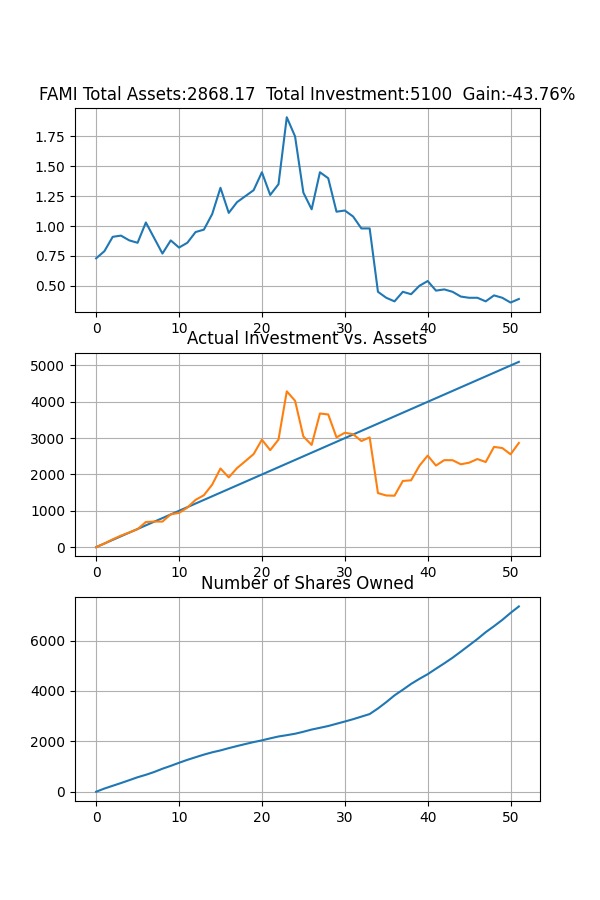 FAMI Total Assets:2868.17  Total Investment:5100  Gain:-43.76%
1.75
1.50
1.25
1.00
0.75
0.50
0 10 20 30 40 50
Actual Investment vs. Assets
5000
4000
3000
2000
1000
0
0 10 20 30 40 50
Number of Shares Owned
6000
4000
2000
0
0 10 20 30 40 50